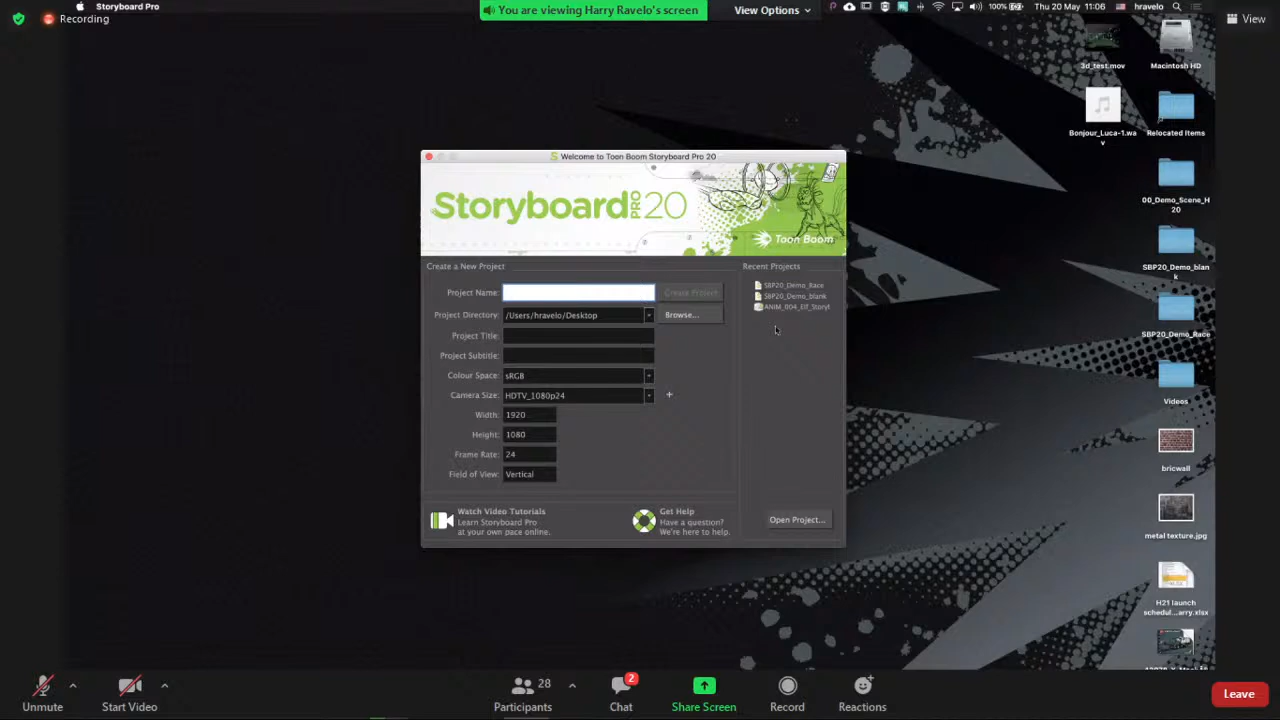 Storyboard Pro
You are viewing Harry Ravelo's screen
View Options
100%
Thu 20 May 11:06
hravelo
Recording
View
3d_test.mov
Macintosh HD
Bonjour_Luca-1.wa
v
Relocated Items
00_Demo_Scene_H
20
SBP20_Demo_blan
k
SBP20_Demo_Race
Videos
bricwall
metal texture.jpg
H21 launch
schedul...arry.xlsx
Welcome to Toon Boom Storyboard Pro 20
Storyboard PRO 20
Toon Boom
Create a New Project
Recent Projects
Project Name:
Create Project
SBP20_Demo_Race
SBP20_Demo_blank
ANIM_004_Elf_Storyl
Project Directory:
/Users/hravelo/Desktop
Browse...
Project Title:
Project Subtitle:
Colour Space:
sRGB
Camera Size:
HDTV_1080p24
+
Width:
1920
Height:
1080
Frame Rate:
24
Field of View:
Vertical
Watch Video Tutorials
Learn Storyboard Pro
at your own pace online.
Get Help
Have a question?
We're here to help.
Open Project...
Unmute
Start Video
28
Participants
2
Chat
Share Screen
Record
Reactions
Leave